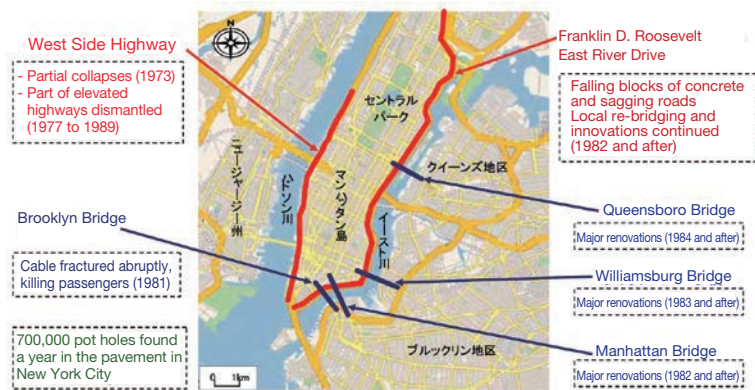 West Side Highway
- Partial collapses (1973)
- Part of elevated
highways dismantled
(1977 to 1989)
Franklin D. Roosevelt
East River Drive
Falling blocks of concrete
and sagging roads
Local re-bridging and
innovations continued
(1982 and after)
セントラル
パーク
クイーンズ地区
ニュージャージー州
ハドソン川
マンハッタン島
イースト川
Brooklyn Bridge
Cable fractured abruptly,
killing passengers (1981)
Queensboro Bridge
Major renovations (1984 and after)
Williamsburg Bridge
Major renovations (1983 and after)
Manhattan Bridge
Major renovations (1982 and after)
700,000 pot holes found
a year in the pavement in
New York City
ブルックリン地区
0 1km